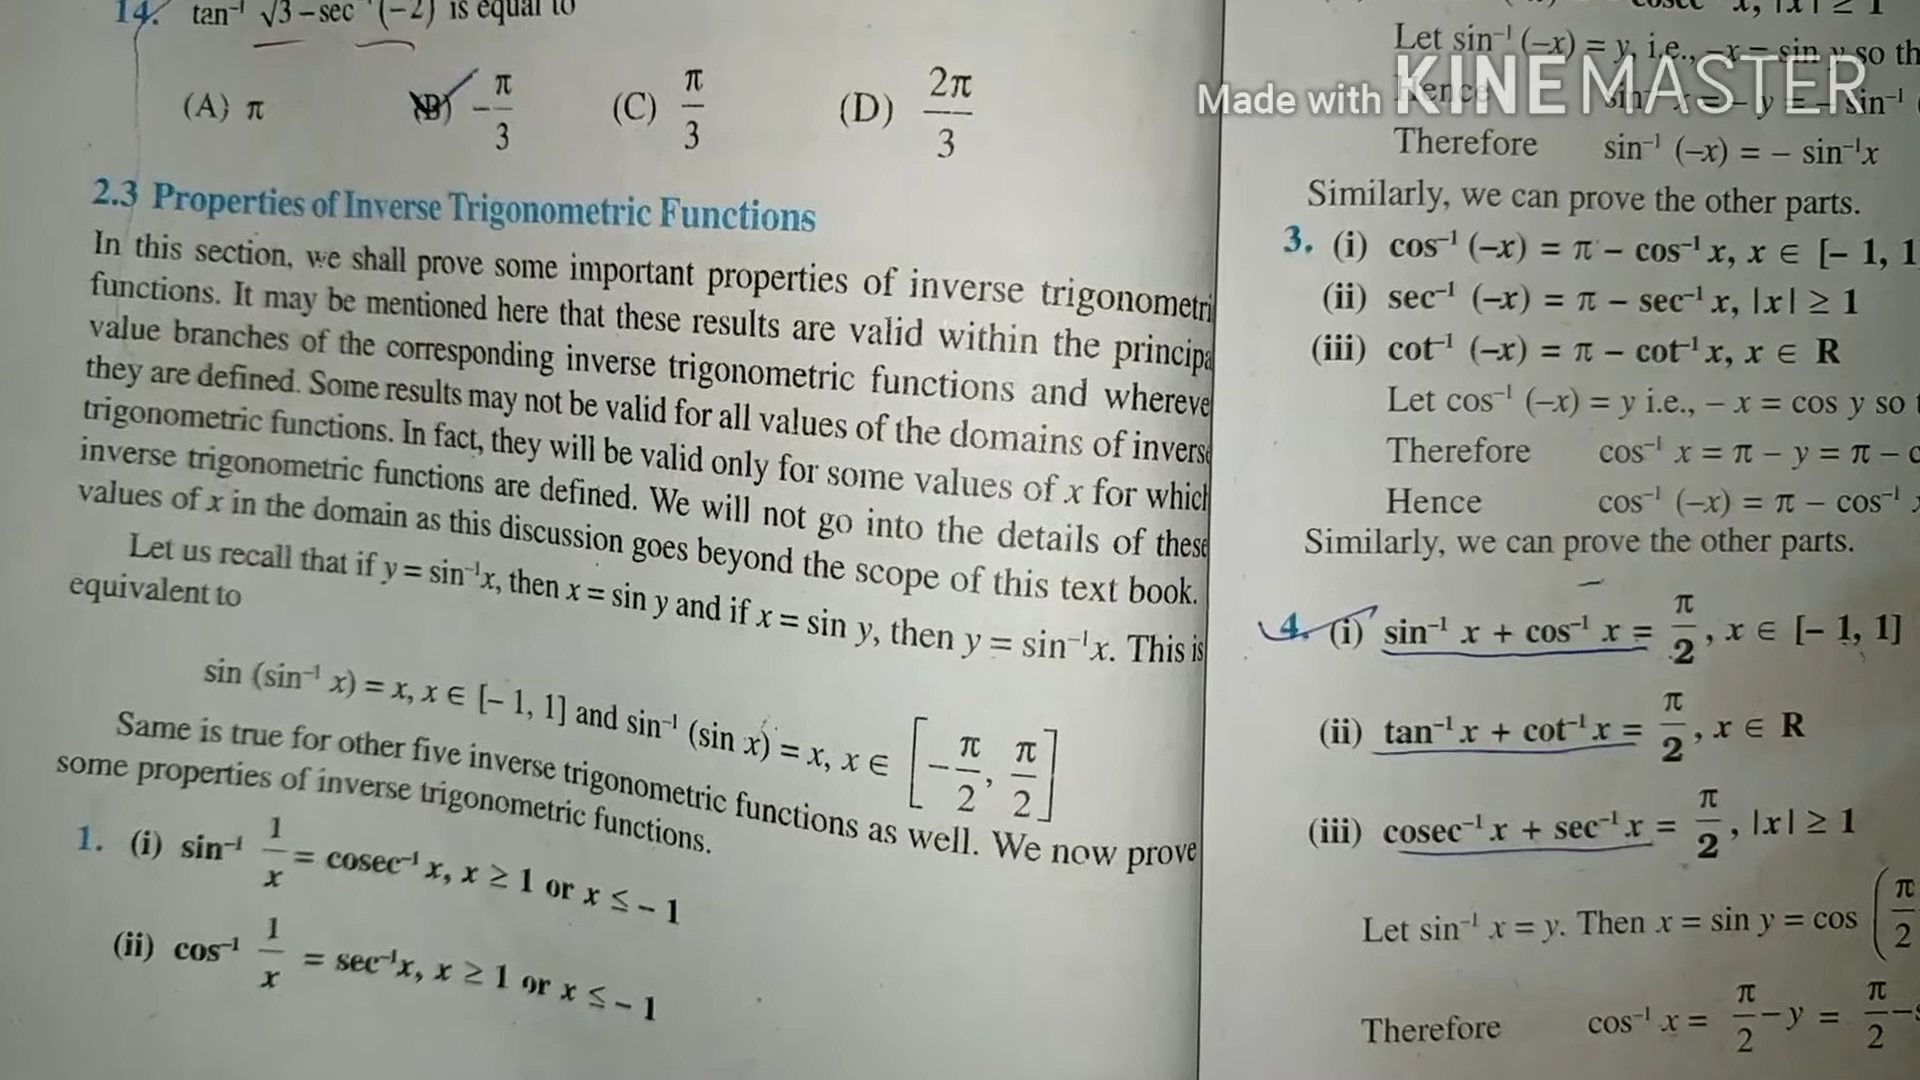 14. tan⁻¹ √3 – sec⁻¹ (–2) is equal to
(A) π (B) –π/3 (C) π/3 (D) 2π/3
2.3 Properties of Inverse Trigonometric Functions
In this section, we shall prove some important properties of inverse trigonometri
functions. It may be mentioned here that these results are valid within the principa
value branches of the corresponding inverse trigonometric functions and whereve
they are defined. Some results may not be valid for all values of the domains of invers
trigonometric functions. In fact, they will be valid only for some values of x for which
inverse trigonometric functions are defined. We will not go into the details of these
values of x in the domain as this discussion goes beyond the scope of this text book.
Let us recall that if y = sin⁻¹x, then x = sin y and if x = sin y, then y = sin⁻¹x. This is
equivalent to
sin (sin⁻¹ x) = x, x ∈ [– 1, 1] and sin⁻¹ (sin x) = x, x ∈ [–π/2, π/2]
Same is true for other five inverse trigonometric functions as well. We now prove
some properties of inverse trigonometric functions.
1. (i) sin⁻¹ 1/x = cosec⁻¹ x, x ≥ 1 or x ≤ – 1
(ii) cos⁻¹ 1/x = sec⁻¹x, x ≥ 1 or x ≤ – 1
Let sin⁻¹ (–x) = y, i.e., –x = sin y so th
Made with KINEMASTER
Hence
Therefore sin⁻¹ (–x) = – sin⁻¹x
Similarly, we can prove the other parts.
3. (i) cos⁻¹ (–x) = π – cos⁻¹ x, x ∈ [– 1, 1
(ii) sec⁻¹ (–x) = π – sec⁻¹ x, |x| ≥ 1
(iii) cot⁻¹ (–x) = π – cot⁻¹ x, x ∈ R
Let cos⁻¹ (–x) = y i.e., – x = cos y so
Therefore cos⁻¹ x = π – y = π –
Hence cos⁻¹ (–x) = π – cos⁻¹
Similarly, we can prove the other parts.
4. (i) sin⁻¹ x + cos⁻¹ x = π/2, x ∈ [– 1, 1]
(ii) tan⁻¹ x + cot⁻¹ x = π/2, x ∈ R
(iii) cosec⁻¹ x + sec⁻¹ x = π/2, |x| ≥ 1
Let sin⁻¹ x = y. Then x = sin y = cos (π/2
Therefore cos⁻¹ x = π/2 – y = π/2 –